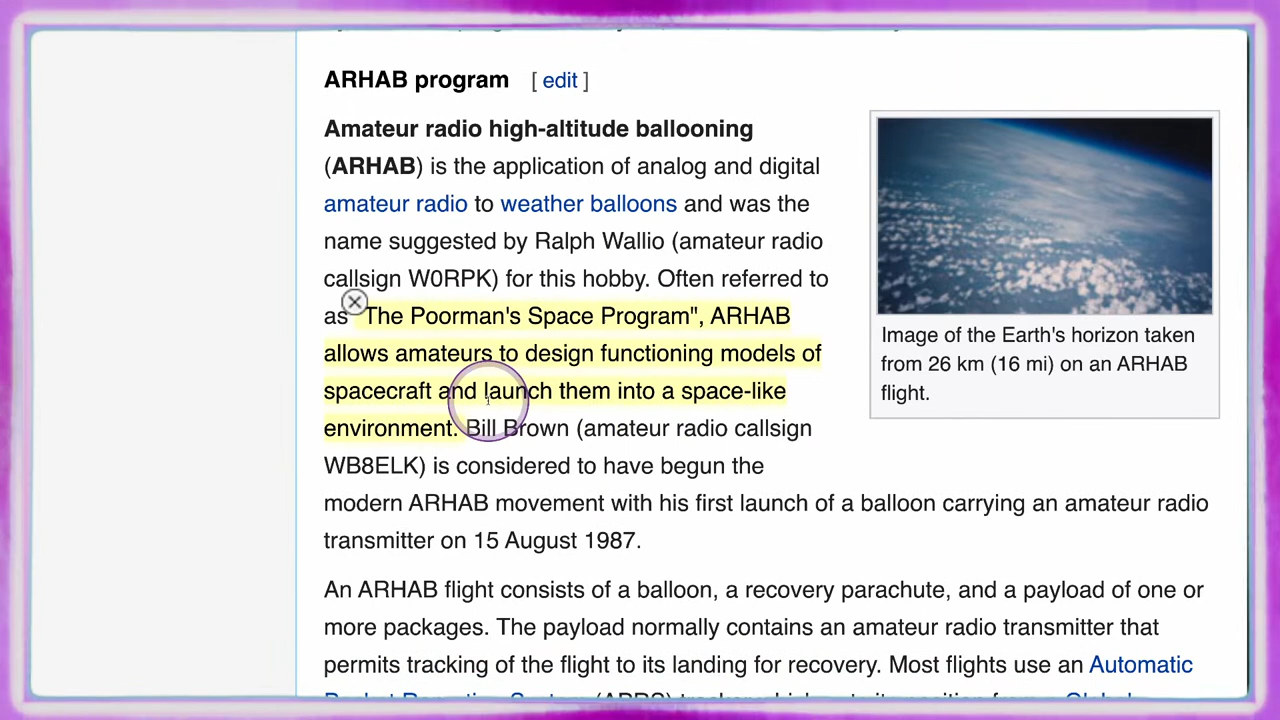 ARHAB program [ edit ]
Amateur radio high-altitude ballooning
(ARHAB) is the application of analog and digital
amateur radio to weather balloons and was the
name suggested by Ralph Wallio (amateur radio
callsign W0RPK) for this hobby. Often referred to
as "The Poorman's Space Program", ARHAB
allows amateurs to design functioning models of
spacecraft and launch them into a space-like
environment. Bill Brown (amateur radio callsign
WB8ELK) is considered to have begun the
modern ARHAB movement with his first launch of a balloon carrying an amateur radio
transmitter on 15 August 1987.
Image of the Earth's horizon taken
from 26 km (16 mi) on an ARHAB
flight.
An ARHAB flight consists of a balloon, a recovery parachute, and a payload of one or
more packages. The payload normally contains an amateur radio transmitter that
permits tracking of the flight to its landing for recovery. Most flights use an Automatic